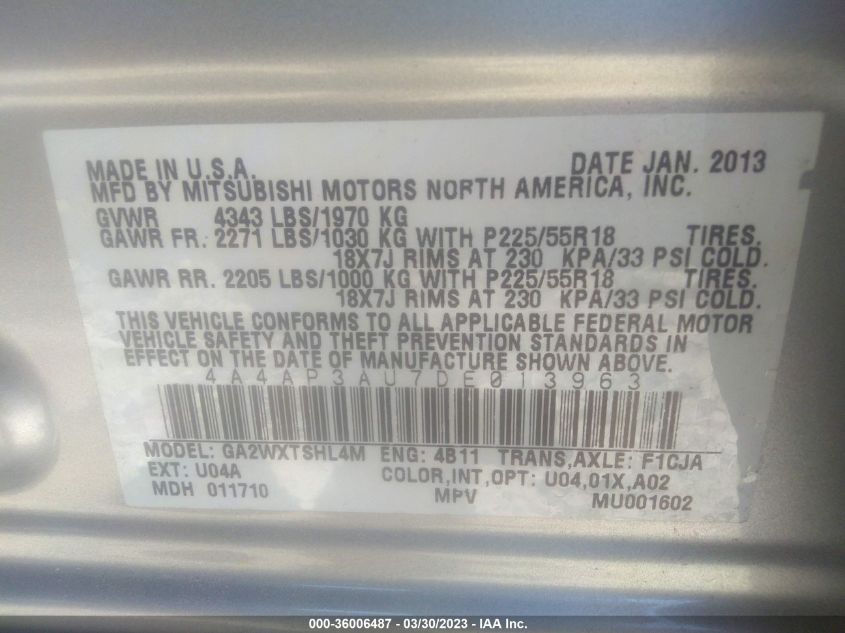 MADE IN U.S.A. DATE JAN. 2013
MFD BY MITSUBISHI MOTORS NORTH AMERICA, INC.
GVWR 4343 LBS/1970 KG
GAWR FR. 2271 LBS/1030 KG WITH P225/55R18 TIRES.
18X7J RIMS AT 230 KPA/33 PSI COLD.
GAWR RR. 2205 LBS/1000 KG WITH P225/55R18 TIRES.
18X7J RIMS AT 230 KPA/33 PSI COLD.
THIS VEHICLE CONFORMS TO ALL APPLICABLE FEDERAL MOTOR
VEHICLE SAFETY AND THEFT PREVENTION STANDARDS IN
EFFECT ON THE DATE OF MANUFACTURE SHOWN ABOVE.
4A4AP3AU7DE013963
MODEL: GA2WXTSHL4M ENG: 4B11 TRANS,AXLE: F1CJA
EXT: U04A COLOR,INT,OPT: U04,01X,A02
MDH 011710 MPV MU001602
000-36006487 - 03/30/2023 - IAA Inc.